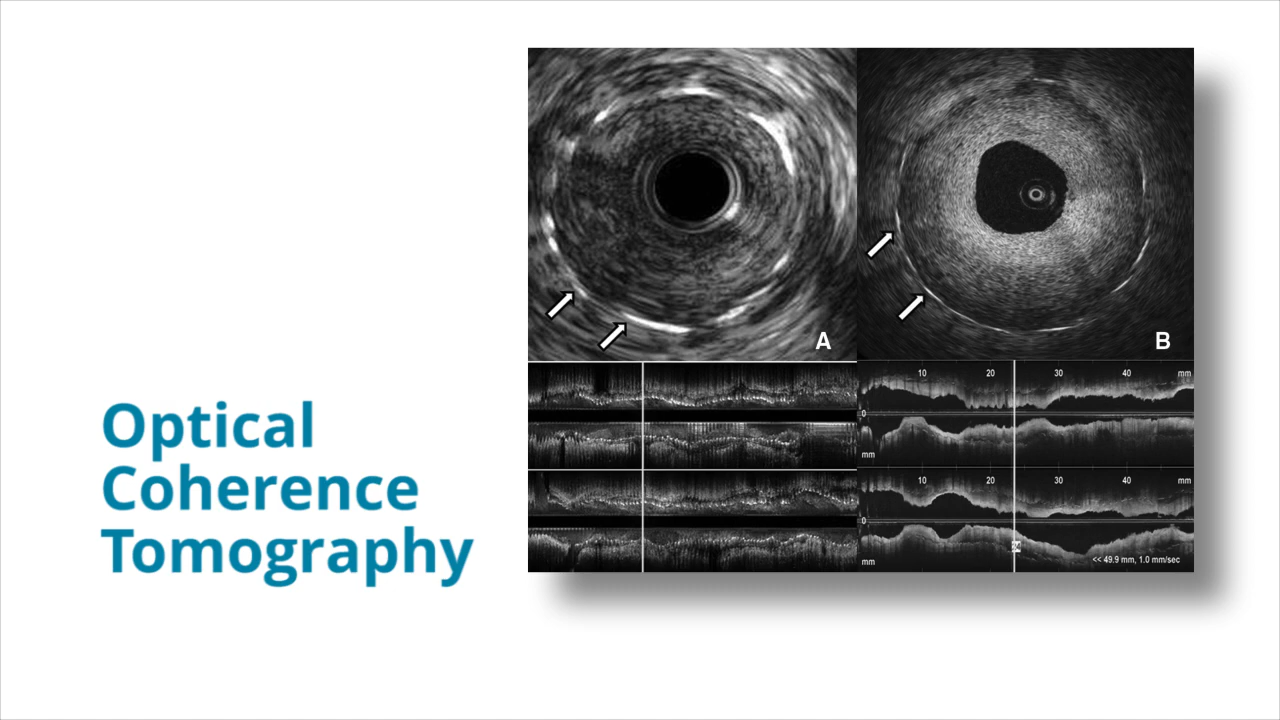 Optical
Coherence
Tomography
A
B
10 20 30 40 mm
0
mm
10 20 30 40 mm
0
mm
<< 49.9 mm, 1.0 mm/sec